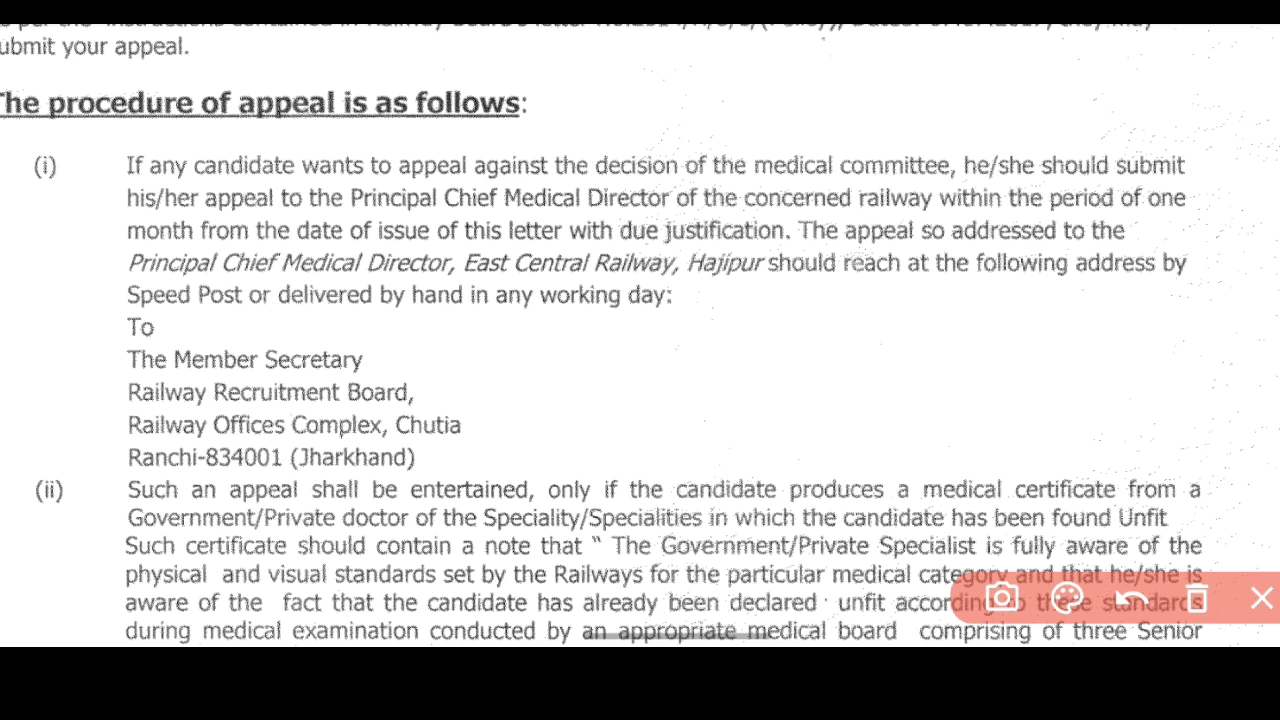 submit your appeal.
The procedure of appeal is as follows:
(i) If any candidate wants to appeal against the decision of the medical committee, he/she should submit
his/her appeal to the Principal Chief Medical Director of the concerned railway within the period of one
month from the date of issue of this letter with due justification. The appeal so addressed to the
Principal Chief Medical Director, East Central Railway, Hajipur should reach at the following address by
Speed Post or delivered by hand in any working day:
To
The Member Secretary
Railway Recruitment Board,
Railway Offices Complex, Chutia
Ranchi-834001 (Jharkhand)
(ii) Such an appeal shall be entertained, only if the candidate produces a medical certificate from a
Government/Private doctor of the Speciality/Specialities in which the candidate has been found Unfit
Such certificate should contain a note that “ The Government/Private Specialist is fully aware of the
physical and visual standards set by the Railways for the particular medical category and that he/she is
aware of the fact that the candidate has already been declared unfit according to these standards
during medical examination conducted by an appropriate medical board comprising of three Senior